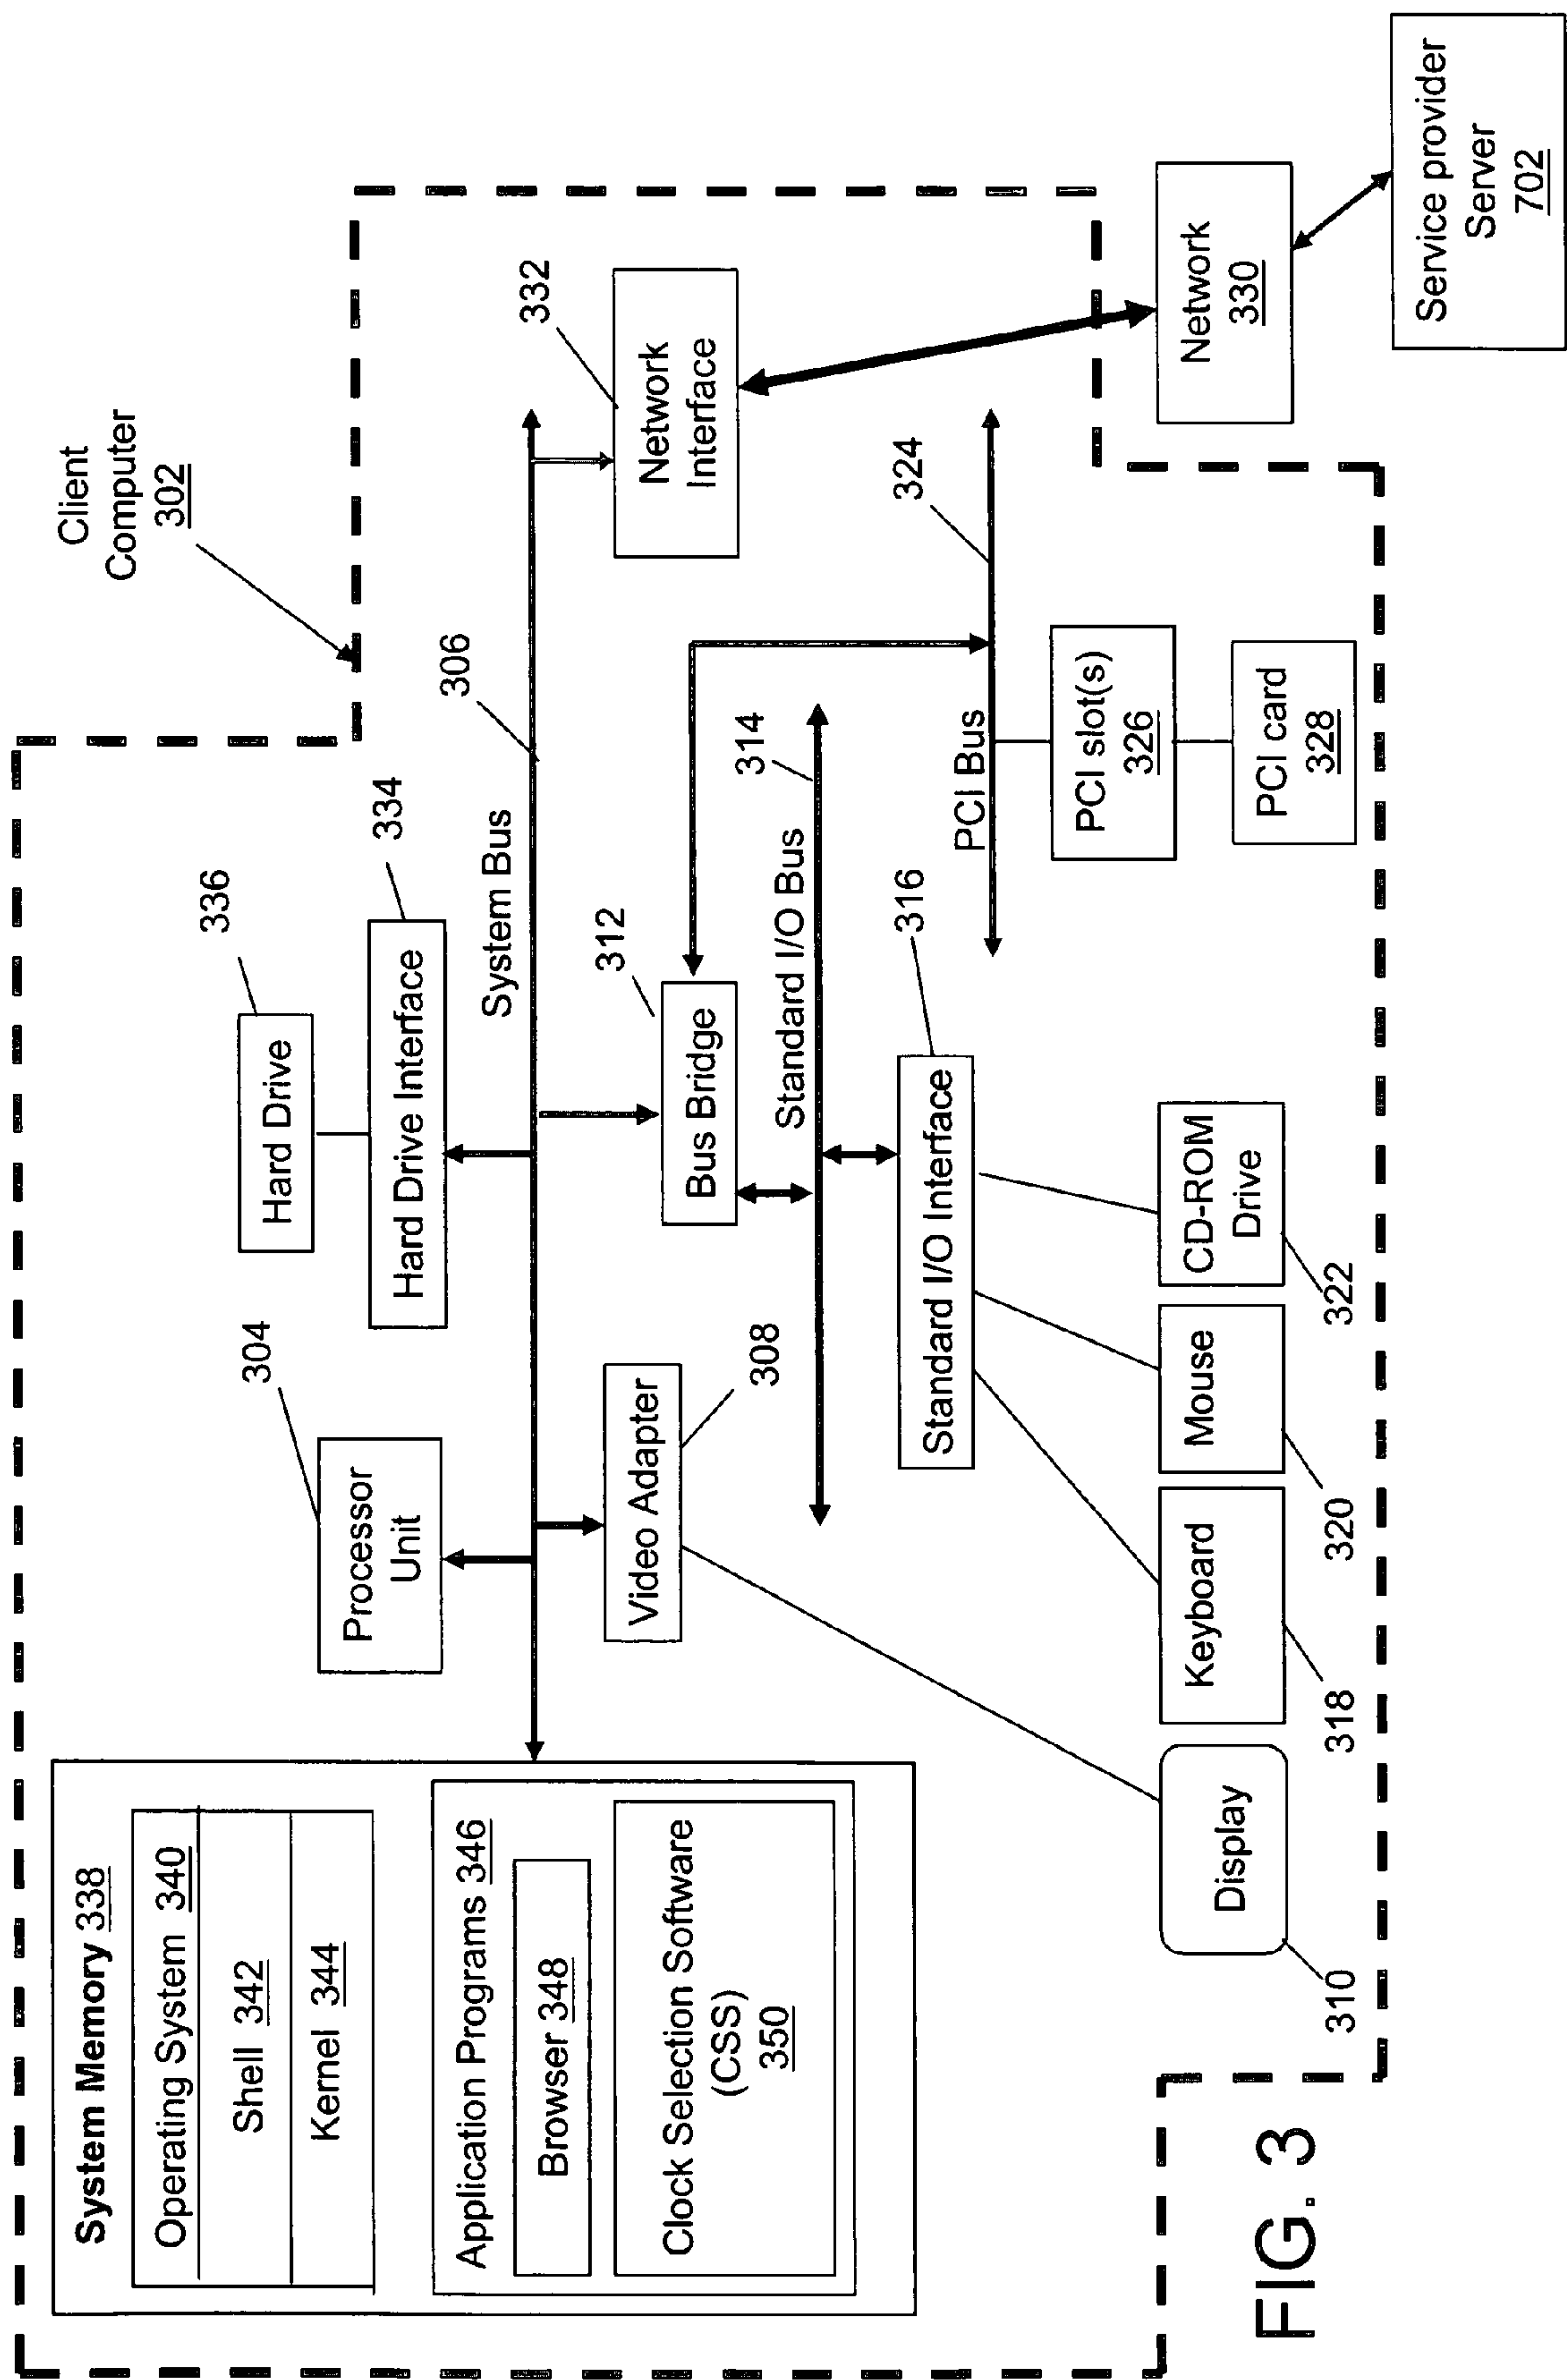 Client
Computer
302
System Memory 338
Operating System 340
Shell 342
Kernel 344
Application Programs 346
Browser 348
Clock Selection Software
(CSS)
350
304
Processor
Unit
336
Hard Drive
334
Hard Drive Interface
System Bus
306
Video Adapter
308
312
Bus Bridge
332
Network
Interface
Standard I/O Bus
314
316
Standard I/O Interface
324
PCI Bus
PCI slot(s)
326
PCI card
328
Display
310
Keyboard
318
Mouse
320
CD-ROM
Drive
322
Network
330
Service provider
Server
702
FIG. 3